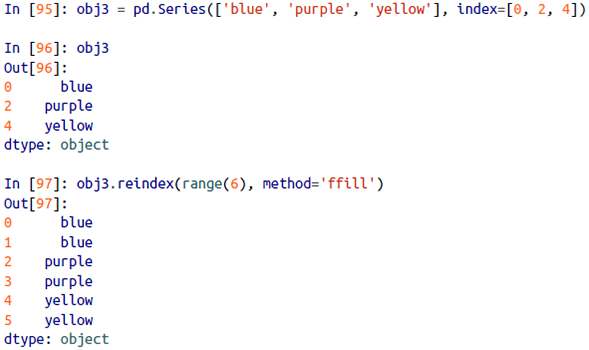 In [95]: obj3 = pd.Series(['blue', 'purple', 'yellow'], index=[0, 2, 4])
In [96]: obj3
Out[96]:
0      blue
2    purple
4    yellow
dtype: object
In [97]: obj3.reindex(range(6), method='ffill')
Out[97]:
0      blue
1      blue
2    purple
3    purple
4    yellow
5    yellow
dtype: object